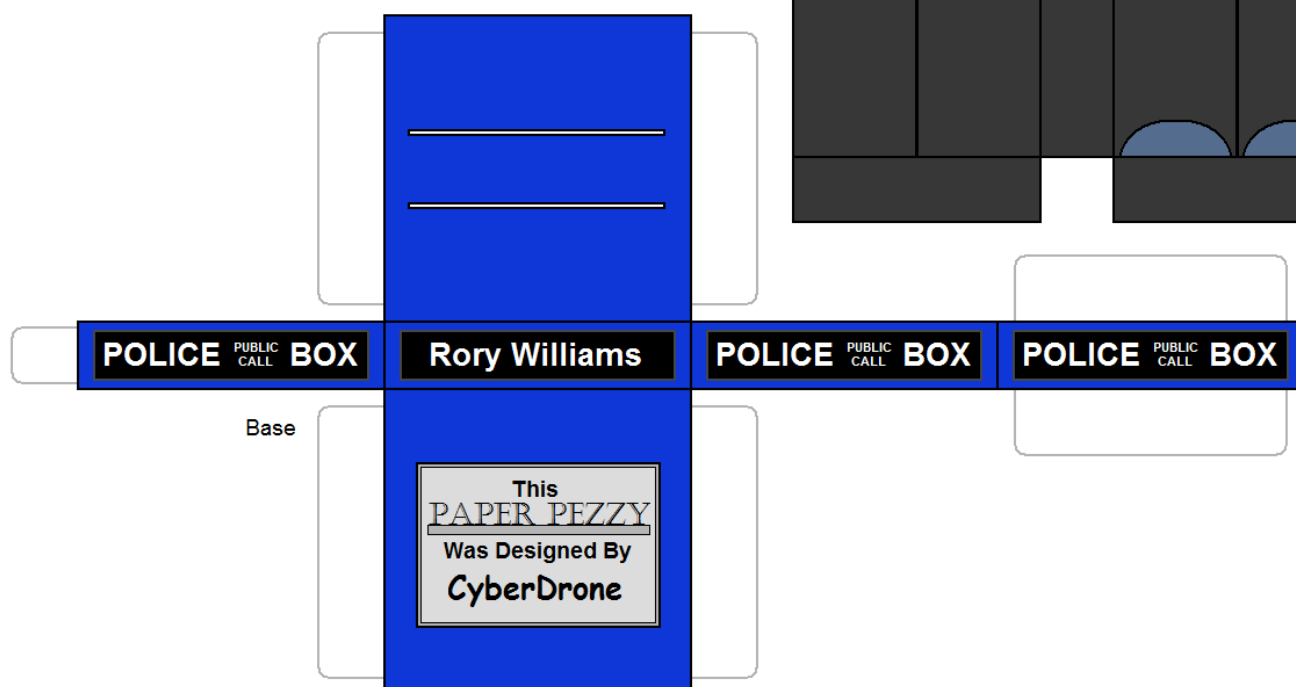 POLICE PUBLIC CALL BOX
Rory Williams
POLICE PUBLIC CALL BOX
POLICE PUBLIC CALL BOX
Base
This
PAPER PEZZY
Was Designed By
CyberDrone